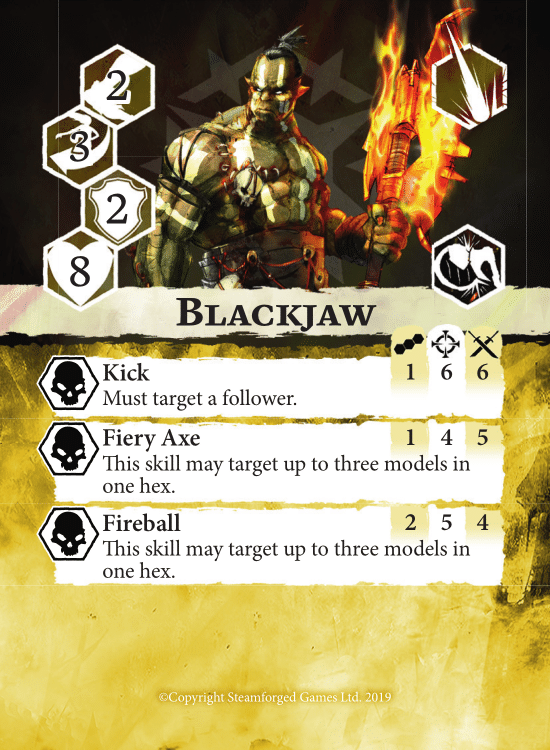 2
3
2
8
Blackjaw
Kick 1 6 6
Must target a follower.
Fiery Axe 1 4 5
This skill may target up to three models in
one hex.
Fireball 2 5 4
This skill may target up to three models in
one hex.
©Copyright Steamforged Games Ltd. 2019